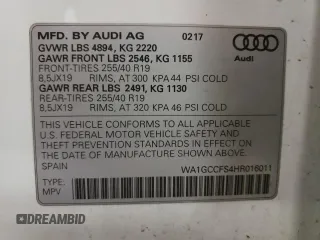 MFD. BY AUDI AG 0217
GVWR LBS 4894, KG 2220
GAWR FRONT LBS 2546, KG 1155
FRONT-TIRES 255/40 R19
8,5JX19 RIMS, AT 300 KPA 44 PSI COLD
GAWR REAR LBS 2491, KG 1130
REAR-TIRES 255/40 R19
8,5JX19 RIMS, AT 320 KPA 46 PSI COLD
Audi
THIS VEHICLE CONFORMS TO ALL APPLICABLE
U.S. FEDERAL MOTOR VEHICLE SAFETY AND
THEFT PREVENTION STANDARDS IN EFFECT ON
THE DATE OF MANUFACTURE SHOWN ABOVE.
SPAIN WA1GCCFS4HR016011
TYPE:
MPV
DREAMBID